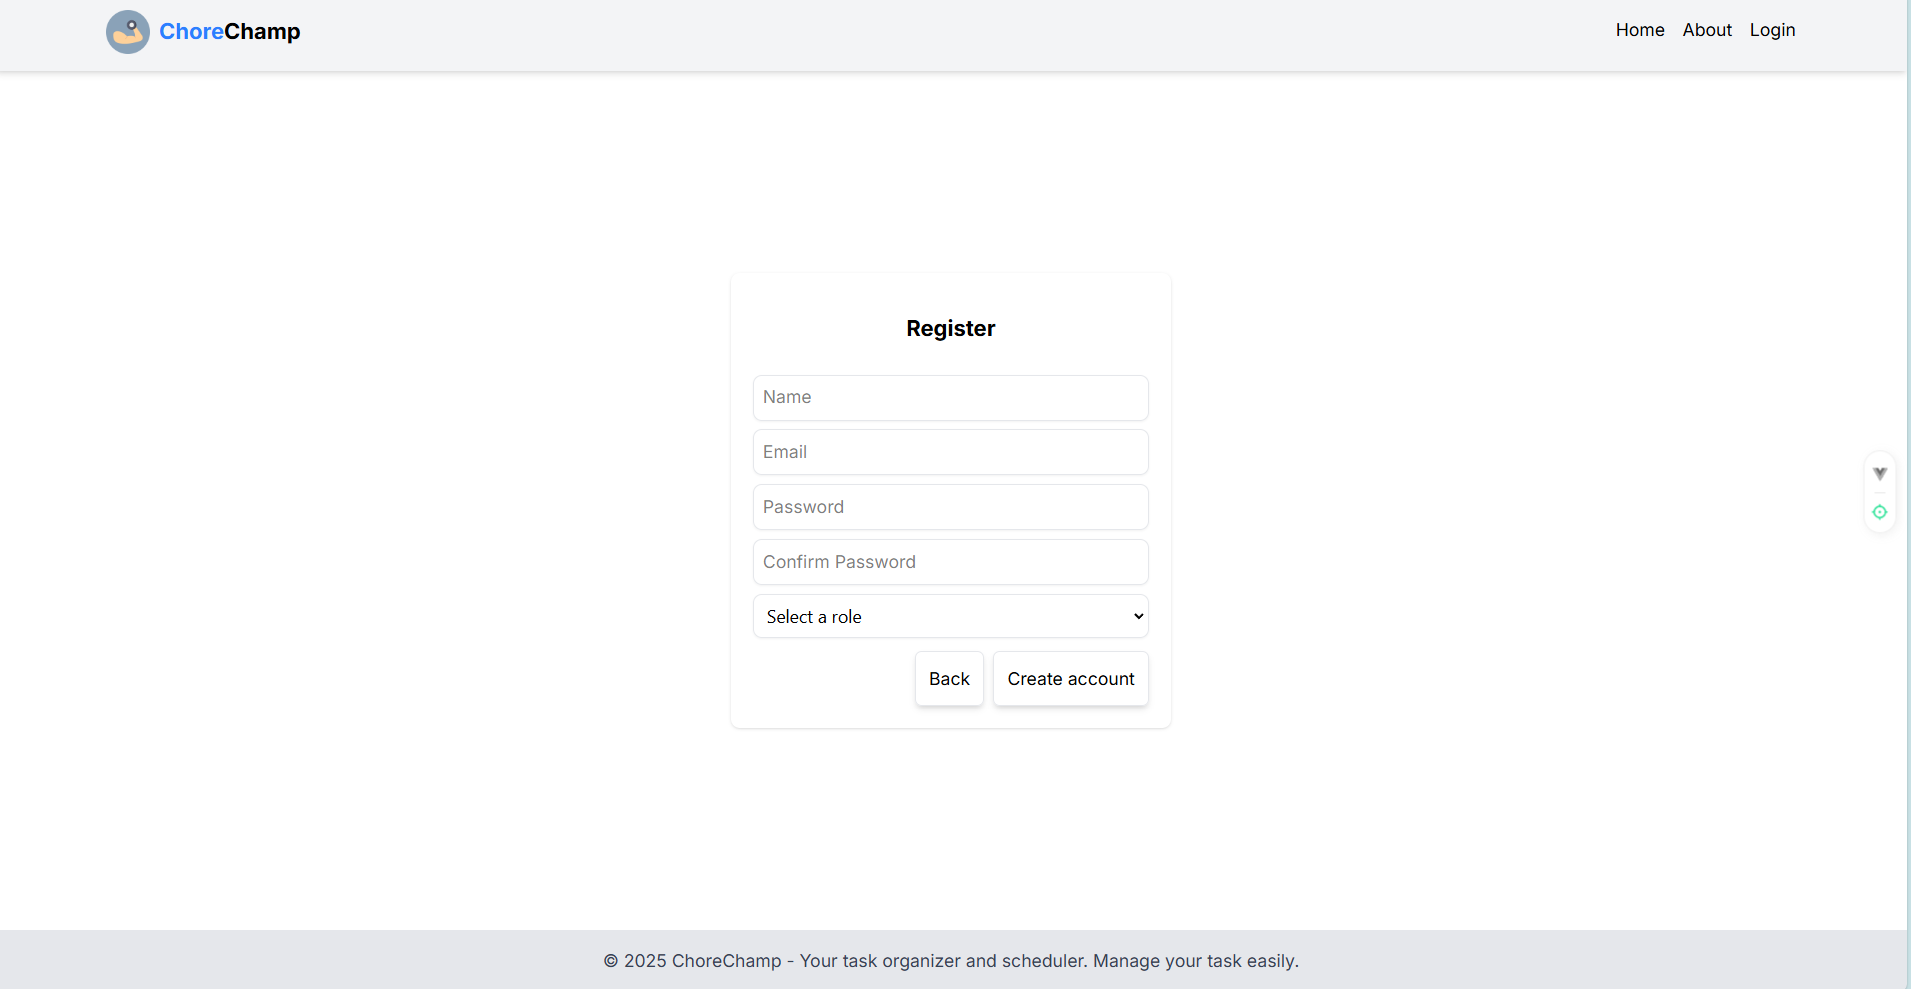 ChoreChamp
Home About Login
Register
Name
Email
Password
Confirm Password
Select a role
Back Create account
© 2025 ChoreChamp - Your task organizer and scheduler. Manage your task easily.